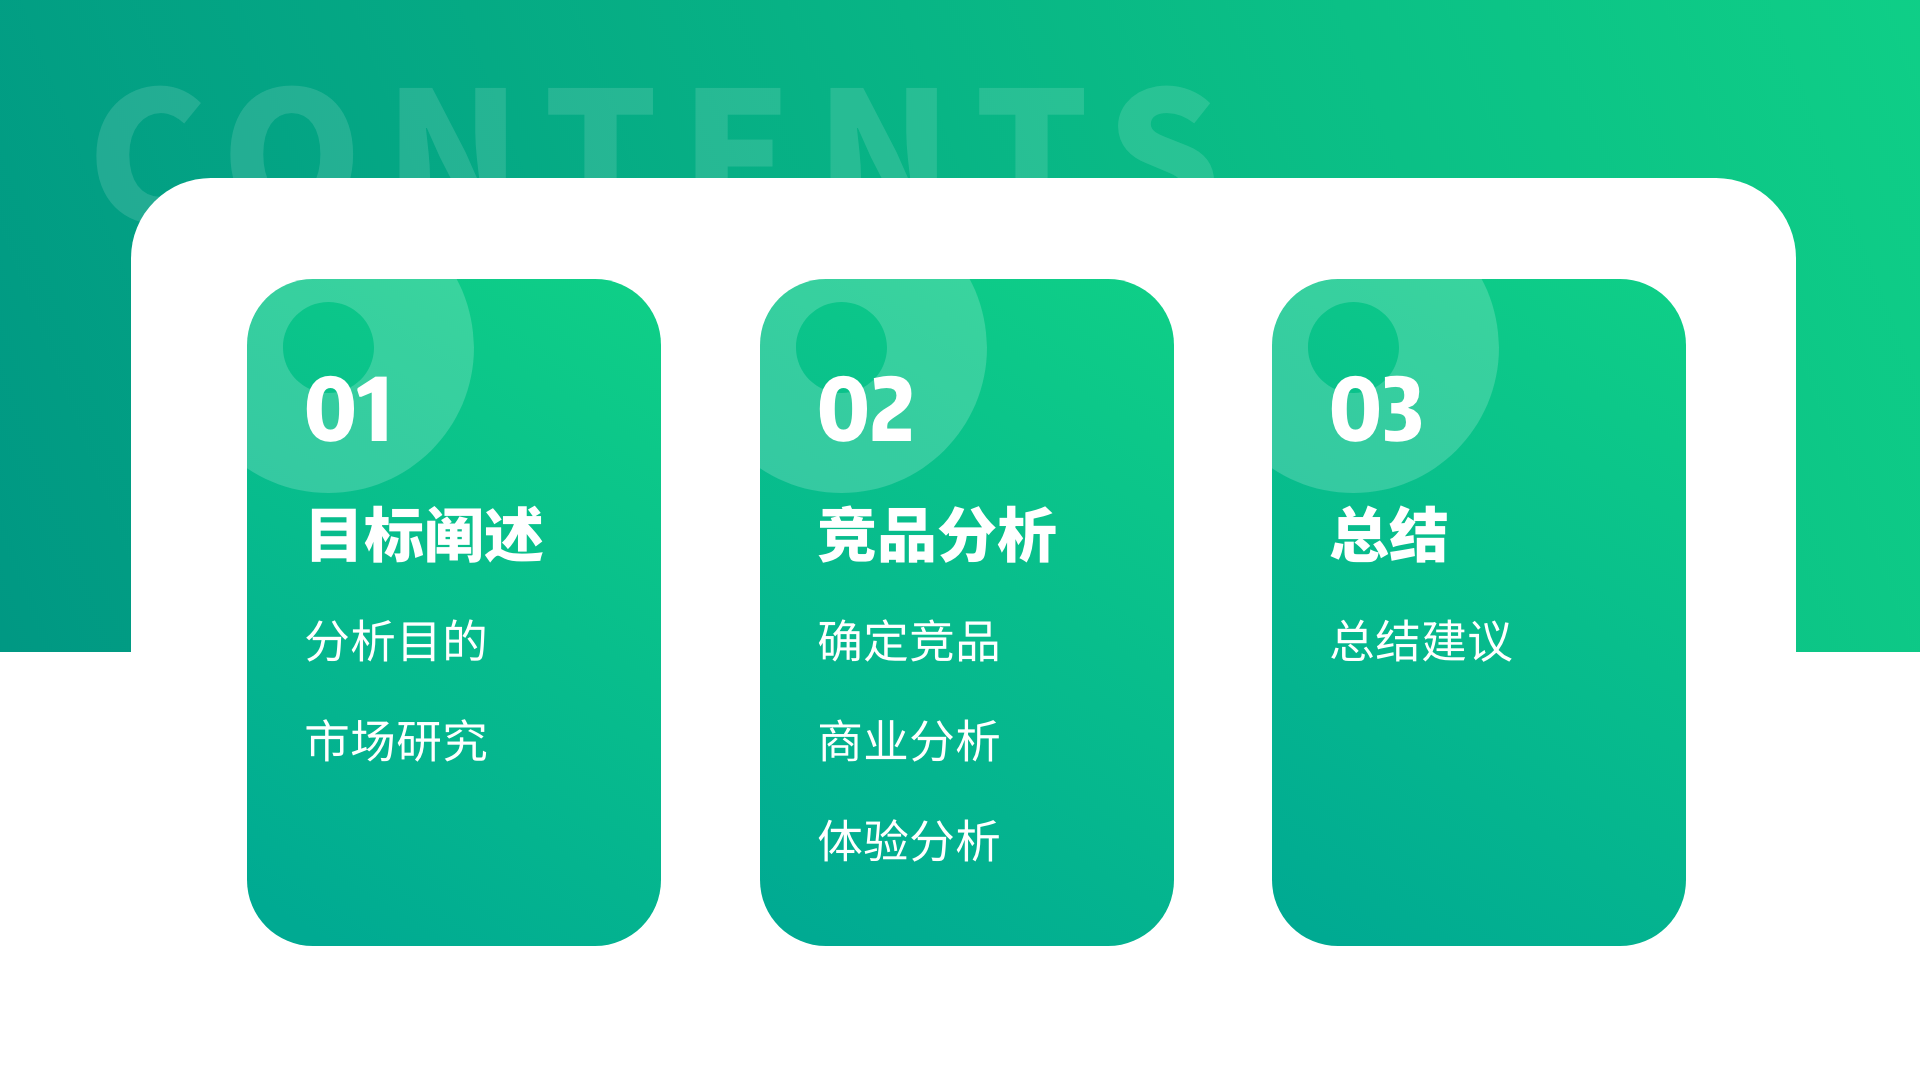 CONTENTS
01
目标阐述
分析目的
市场研究
02
竞品分析
确定竞品
商业分析
体验分析
03
总结
总结建议